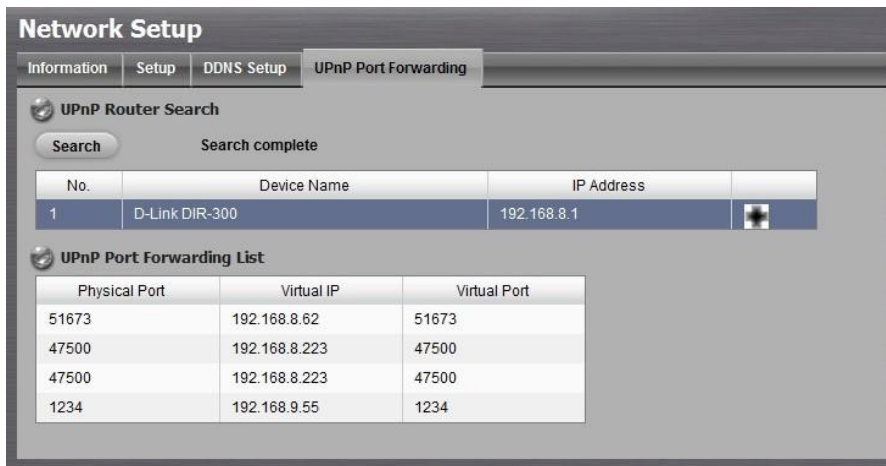 Network Setup
Information Setup DDNS Setup UPnP Port Forwarding
UPnP Router Search
Search Search complete
No. Device Name IP Address
1 D-Link DIR-300 192.168.8.1
UPnP Port Forwarding List
Physical Port Virtual IP Virtual Port
51673 192.168.8.62 51673
47500 192.168.8.223 47500
47500 192.168.8.223 47500
1234 192.168.9.55 1234